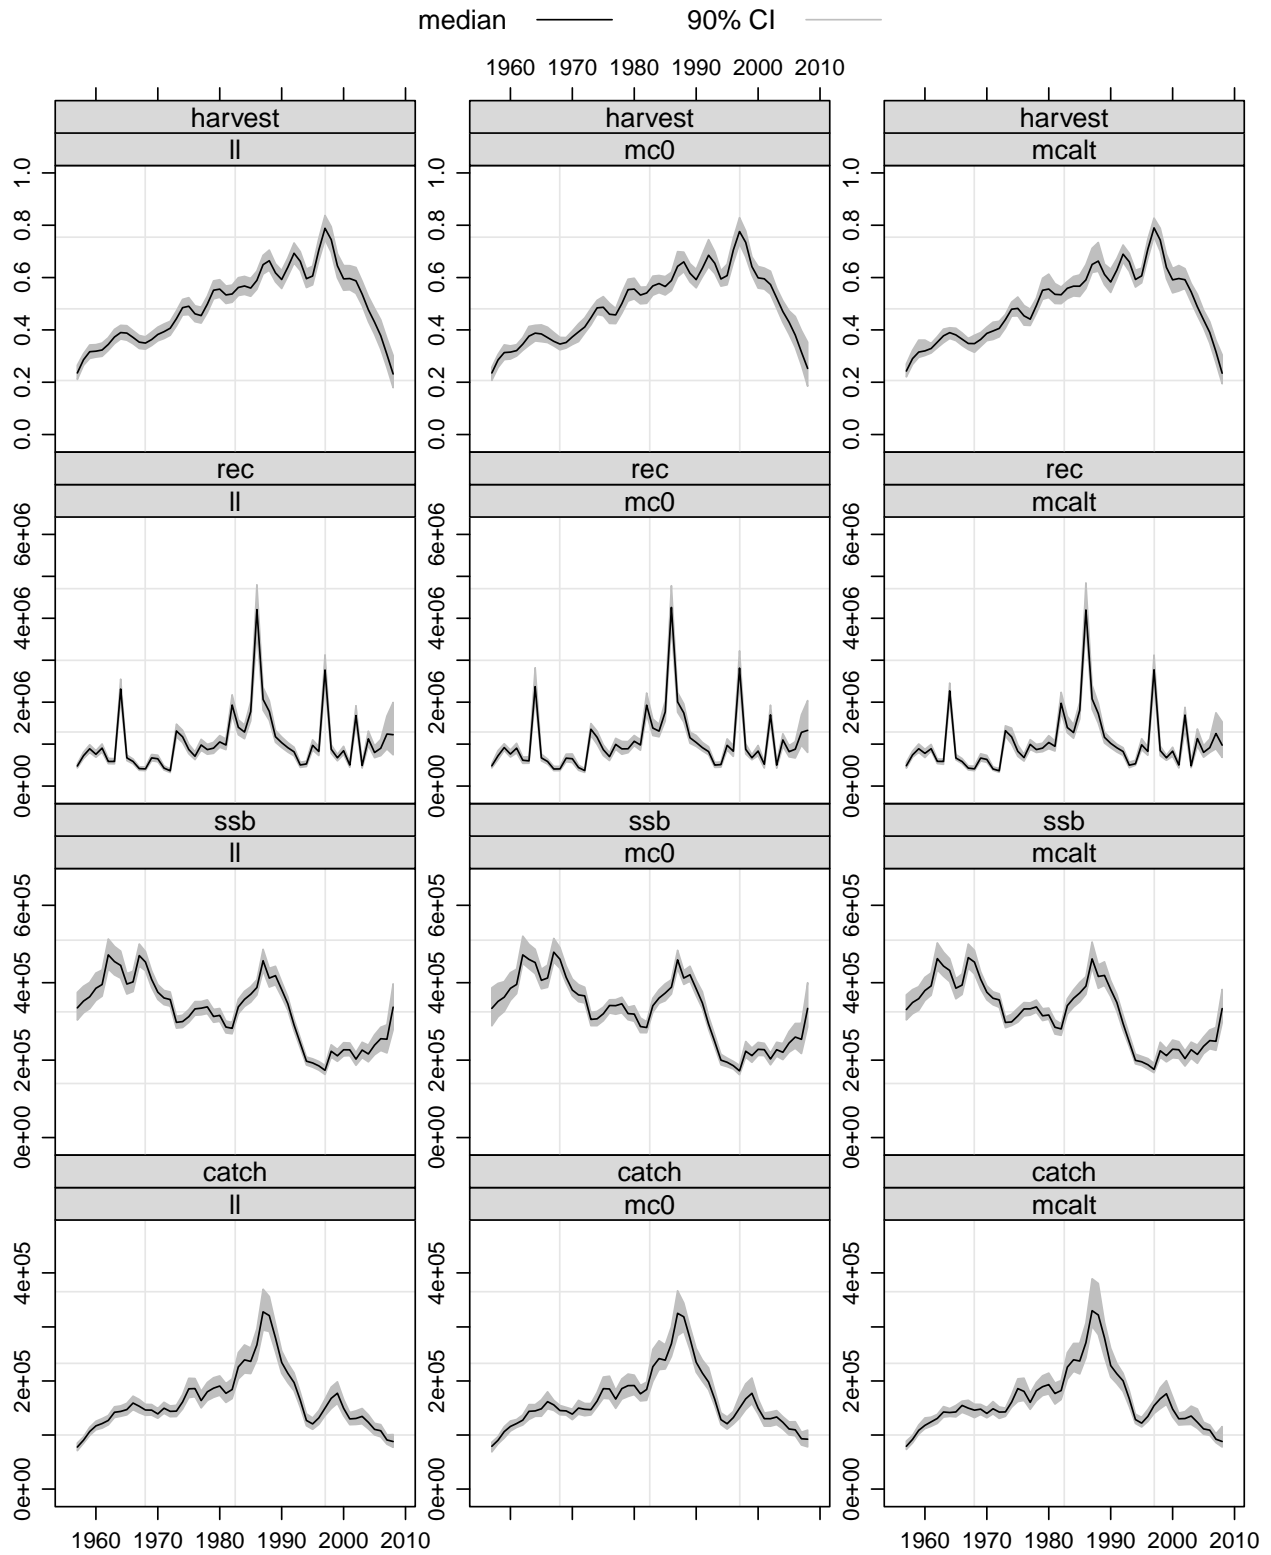 median 90% CI
1960 1970 1980 1990 2000 2010
harvest harvest harvest
ll mc0 mcalt
1.0 1.0 1.0
0.8 0.8 0.8
0.6 0.6 0.6
0.4 0.4 0.4
0.2 0.2 0.2
0.0 0.0 0.0
rec rec rec
ll mc0 mcalt
6e+06 6e+06 6e+06
4e+06 4e+06 4e+06
2e+06 2e+06 2e+06
0e+00 0e+00 0e+00
ssb ssb ssb
ll mc0 mcalt
6e+05 6e+05 6e+05
4e+05 4e+05 4e+05
2e+05 2e+05 2e+05
0e+00 0e+00 0e+00
catch catch catch
ll mc0 mcalt
4e+05 4e+05 4e+05
2e+05 2e+05 2e+05
0e+00 0e+00 0e+00
1960 1970 1980 1990 2000 2010 1960 1970 1980 1990 2000 2010